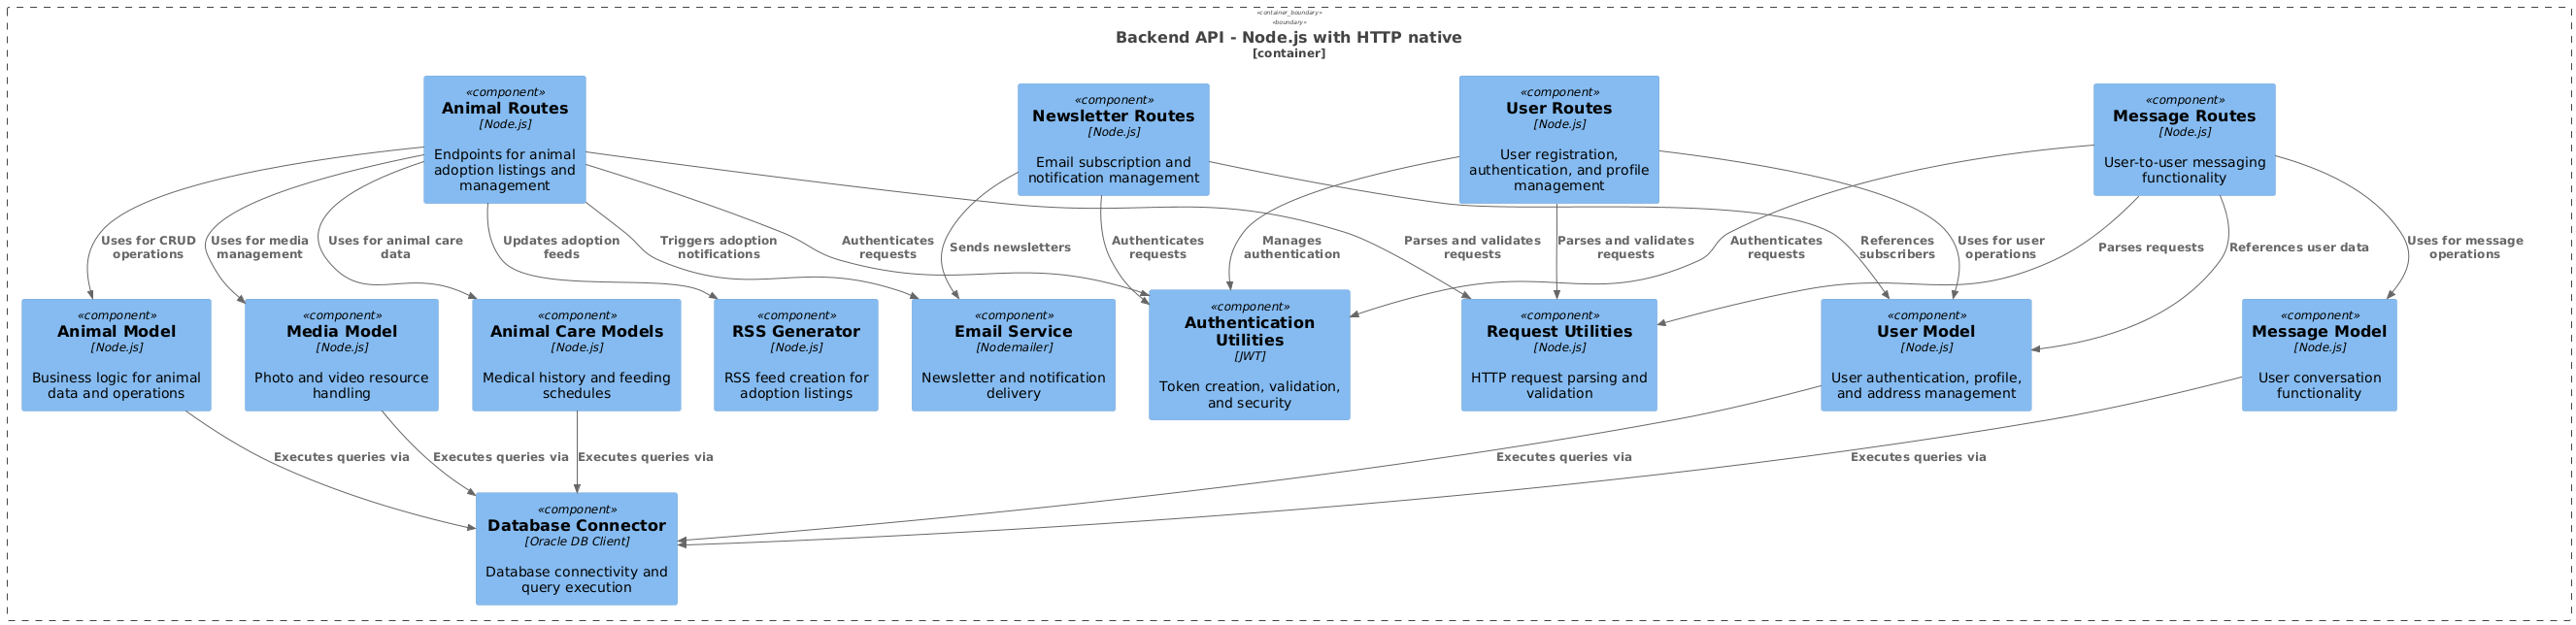 «container_boundary»
«boundary»
Backend API - Node.js with HTTP native
[container]
«component»
Animal Routes
[Node.js]
Endpoints for animal
adoption listings and
management
«component»
Newsletter Routes
[Node.js]
Email subscription and
notification management
«component»
User Routes
[Node.js]
User registration,
authentication, and profile
management
«component»
Message Routes
[Node.js]
User-to-user messaging
functionality
Uses for CRUD
operations
Uses for media
management
Uses for animal care
data
Updates adoption
feeds
Triggers adoption
notifications
Authenticates
requests
Sends newsletters
Authenticates
requests
Manages
authentication
Parses and validates
requests
Parses and validates
requests
Authenticates
requests
References
subscribers
Uses for user
operations
Parses requests
References user data
Uses for message
operations
«component»
Animal Model
[Node.js]
Business logic for animal
data and operations
«component»
Media Model
[Node.js]
Photo and video resource
handling
«component»
Animal Care Models
[Node.js]
Medical history and feeding
schedules
«component»
RSS Generator
[Node.js]
RSS feed creation for
adoption listings
«component»
Email Service
[Nodemailer]
Newsletter and notification
delivery
«component»
Authentication
Utilities
[JWT]
Token creation, validation,
and security
«component»
Request Utilities
[Node.js]
HTTP request parsing and
validation
«component»
User Model
[Node.js]
User authentication, profile,
and address management
«component»
Message Model
[Node.js]
User conversation
functionality
Executes queries via
Executes queries via
Executes queries via
Executes queries via
Executes queries via
«component»
Database Connector
[Oracle DB Client]
Database connectivity and
query execution